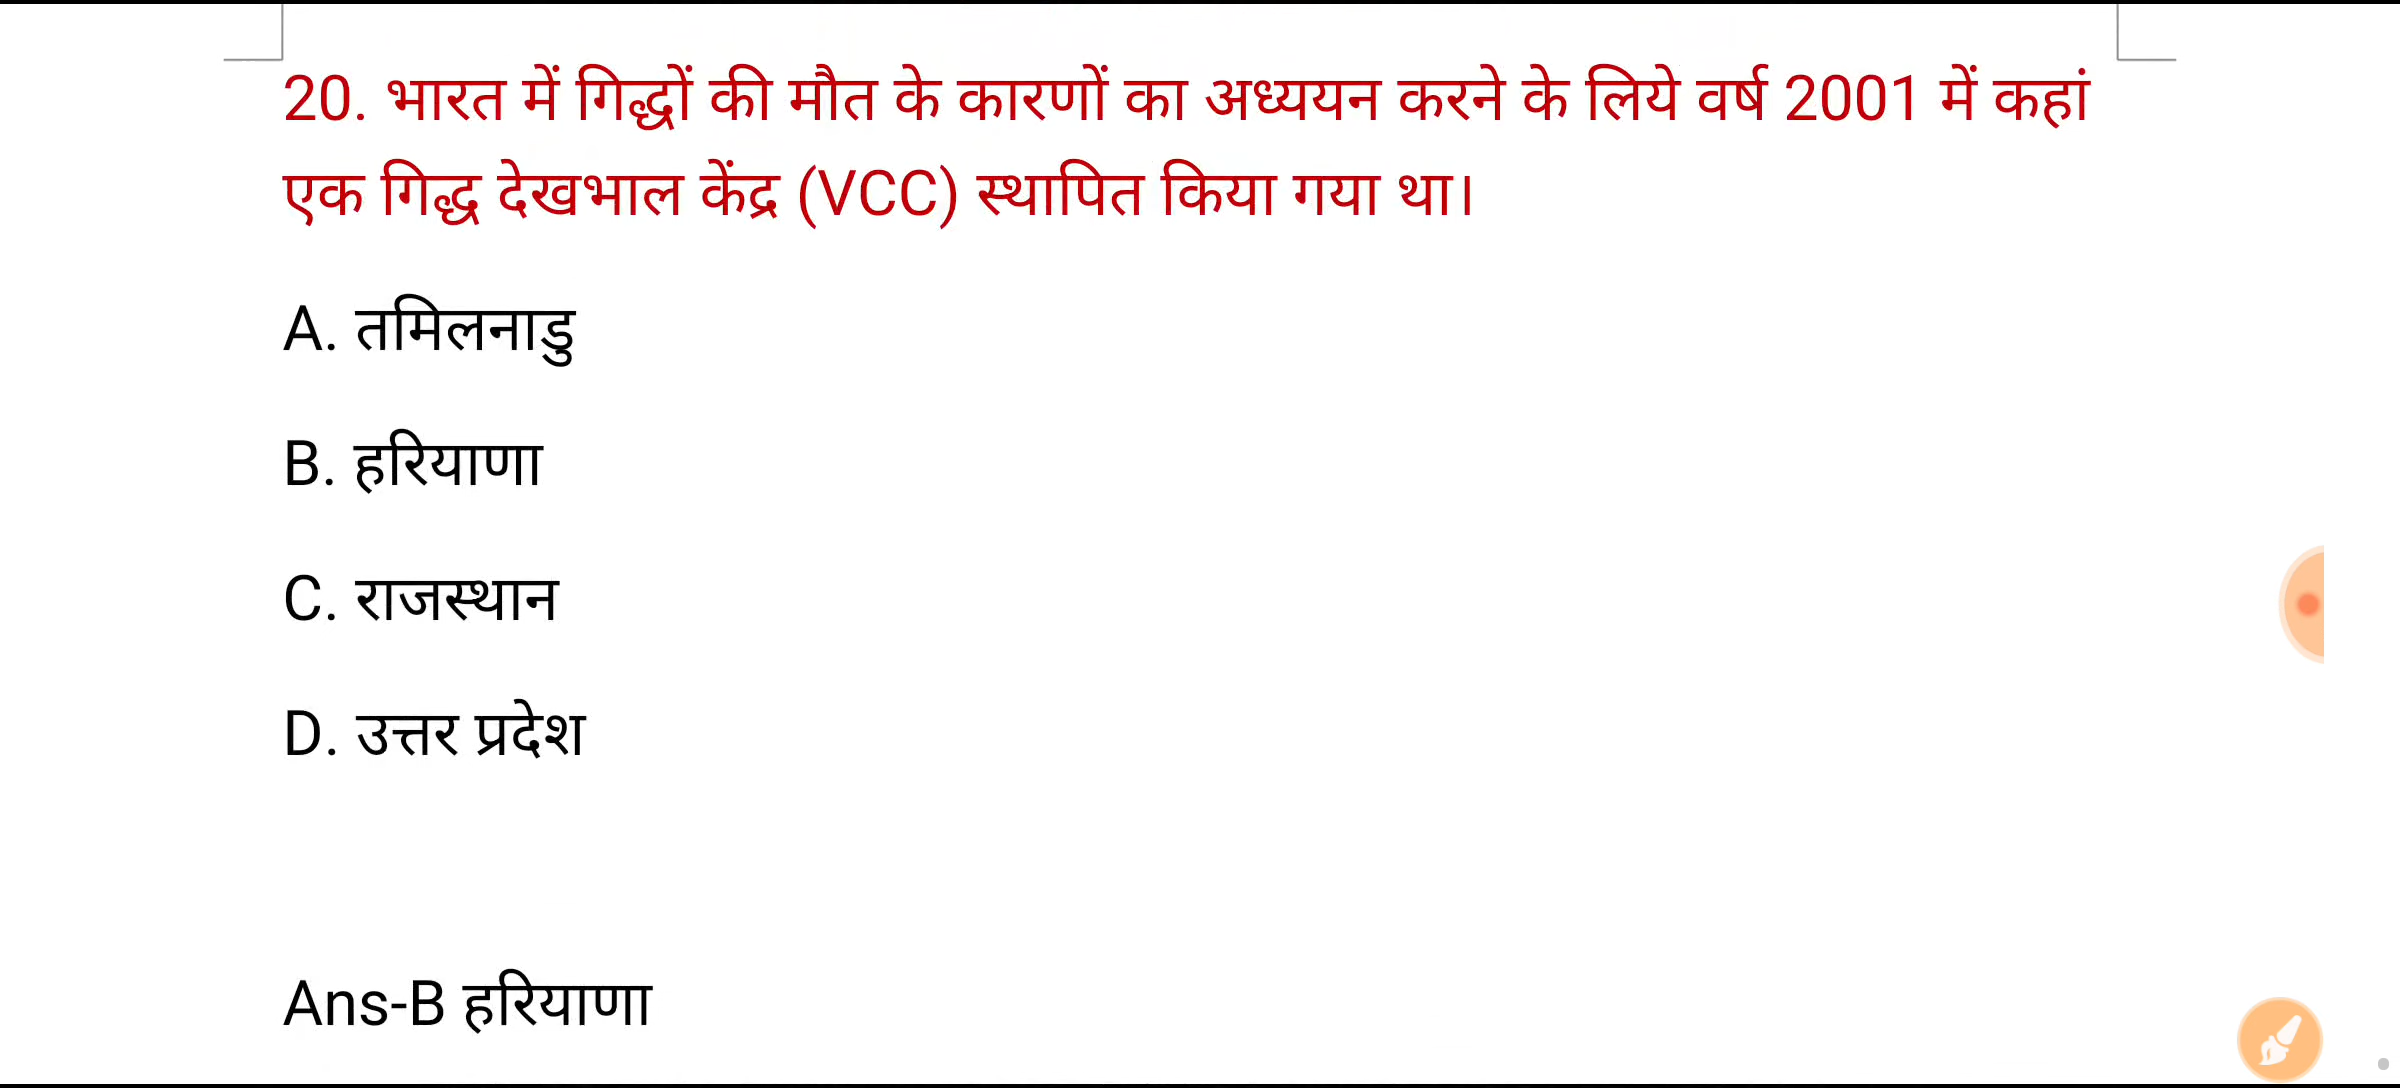 20. भारत में गिद्धों की मौत के कारणों का अध्ययन करने के लिये वर्ष 2001 में कहां
एक गिद्ध देखभाल केंद्र (VCC) स्थापित किया गया था।
A. तमिलनाडु
B. हरियाणा
C. राजस्थान
D. उत्तर प्रदेश
Ans-B हरियाणा